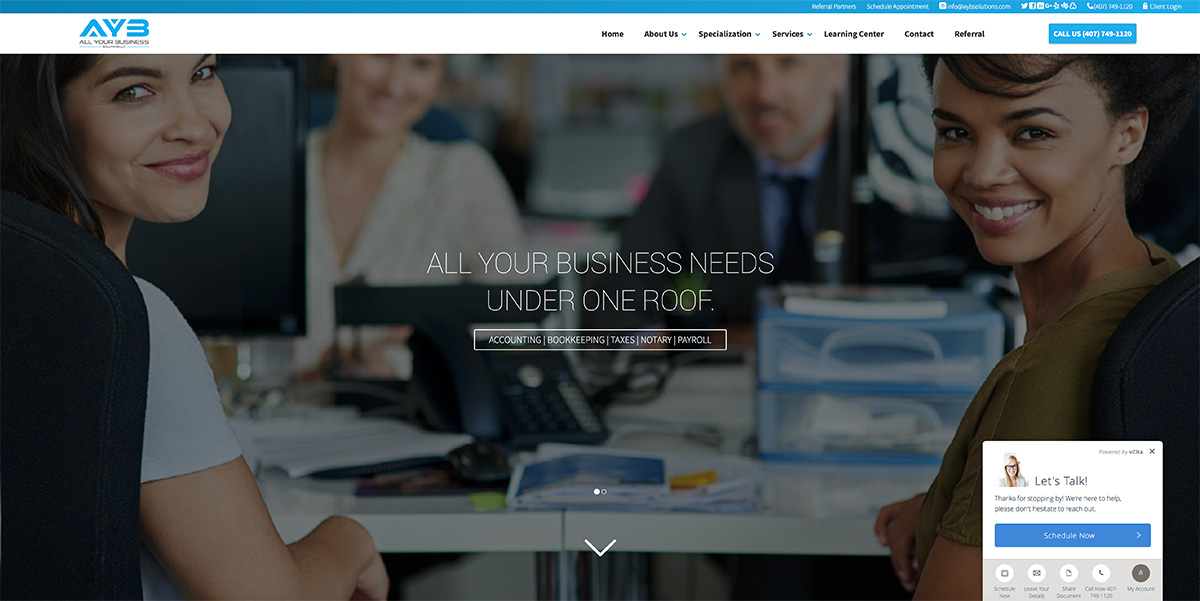 Referral Partners Schedule Appointment info@aybsolutions.com (407) 749-1120 Client Login
AYB
ALL YOUR BUSINESS
Home About Us Specialization Services Learning Center Contact Referral
CALL US (407) 749-1120
ALL YOUR BUSINESS NEEDS
UNDER ONE ROOF.
ACCOUNTING | BOOKKEEPING | TAXES | NOTARY | PAYROLL
Powered by vCita
Let's Talk!
Thanks for stopping by! We're here to help,
please don't hesitate to reach out.
Schedule Now
Schedule Now
Leave Your Details
Share Document
Call Now 407-749-1120
My Account